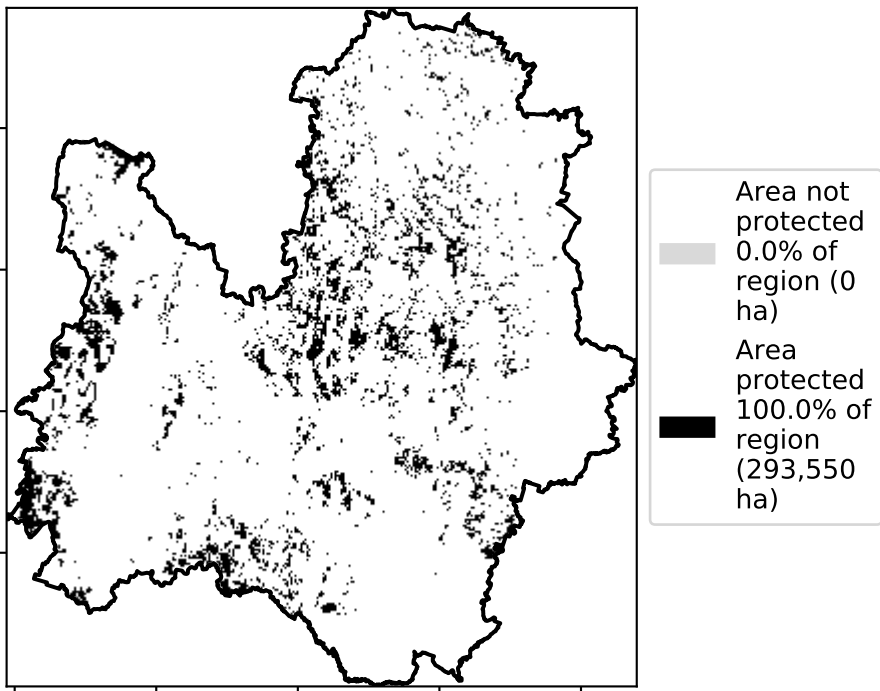 Area not
protected
0.0% of
region (0
ha)
Area
protected
100.0% of
region
(293,550
ha)